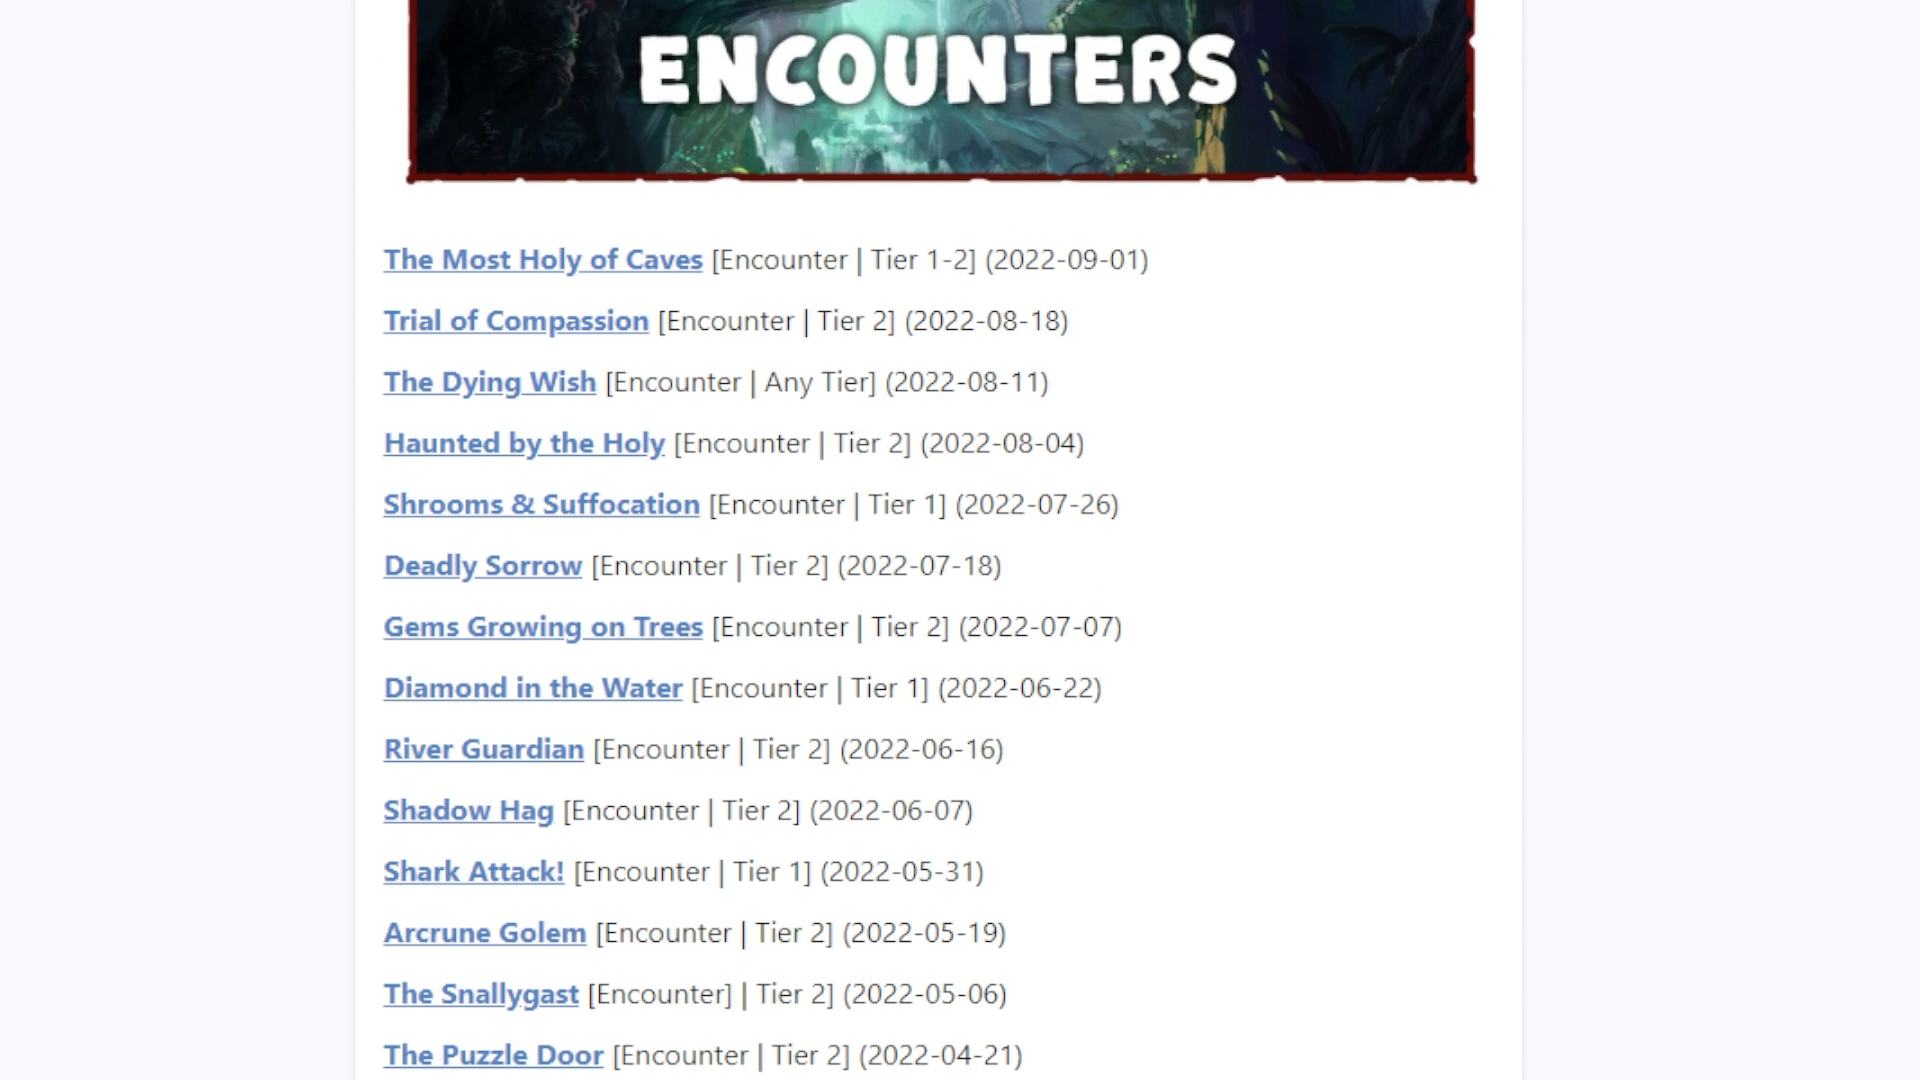 ENCOUNTERS
The Most Holy of Caves [Encounter | Tier 1-2] (2022-09-01)
Trial of Compassion [Encounter | Tier 2] (2022-08-18)
The Dying Wish [Encounter | Any Tier] (2022-08-11)
Haunted by the Holy [Encounter | Tier 2] (2022-08-04)
Shrooms & Suffocation [Encounter | Tier 1] (2022-07-26)
Deadly Sorrow [Encounter | Tier 2] (2022-07-18)
Gems Growing on Trees [Encounter | Tier 2] (2022-07-07)
Diamond in the Water [Encounter | Tier 1] (2022-06-22)
River Guardian [Encounter | Tier 2] (2022-06-16)
Shadow Hag [Encounter | Tier 2] (2022-06-07)
Shark Attack! [Encounter | Tier 1] (2022-05-31)
Arcrune Golem [Encounter | Tier 2] (2022-05-19)
The Snallygast [Encounter] | Tier 2] (2022-05-06)
The Puzzle Door [Encounter | Tier 2] (2022-04-21)